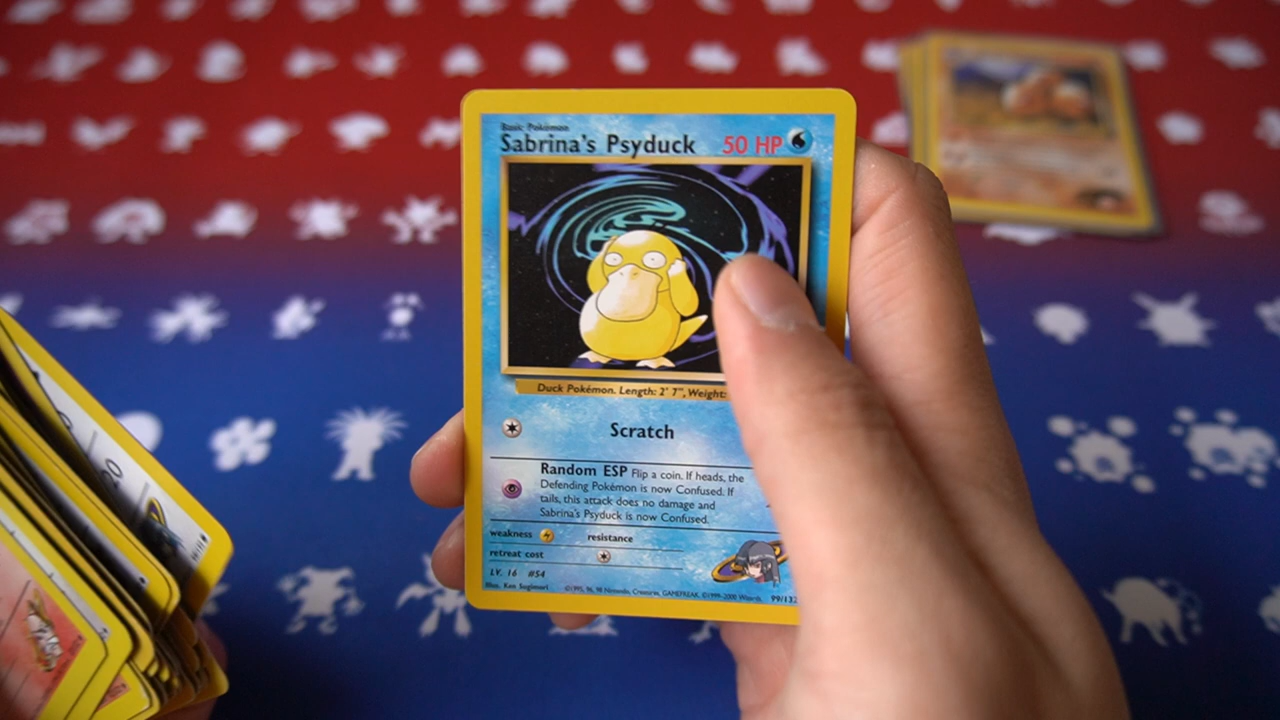 Basic Pokémon
Sabrina's Psyduck 50 HP
Duck Pokémon. Length: 2' 7", Weight:
Scratch
Random ESP Flip a coin. If heads, the
Defending Pokémon is now Confused. If
tails, this attack does no damage and
Sabrina's Psyduck is now Confused.
weakness resistance
retreat cost
LV. 16 #54
Illus. Ken Sugimori ©1995, 96, 98 Nintendo, Creatures, GAMEFREAK. ©1999-2000 Wizards. 99/132